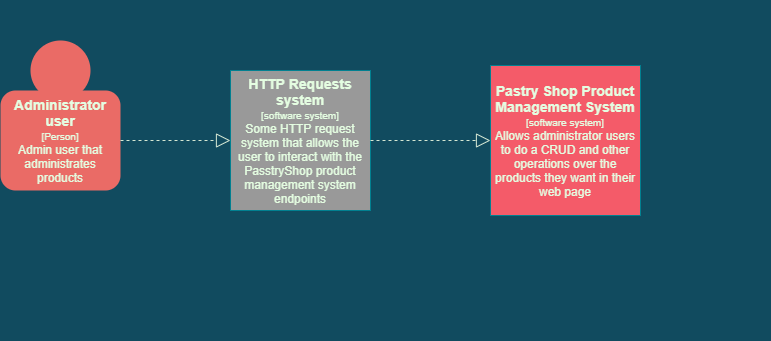 Administrator
user
[Person]
Admin user that
administrates
products
HTTP Requests
system
[software system]
Some HTTP request
system that allows the
user to interact with the
PasstryShop product
management system
endpoints
Pastry Shop Product
Management System
[software system]
Allows administrator users
to do a CRUD and other
operations over the
products they want in their
web page